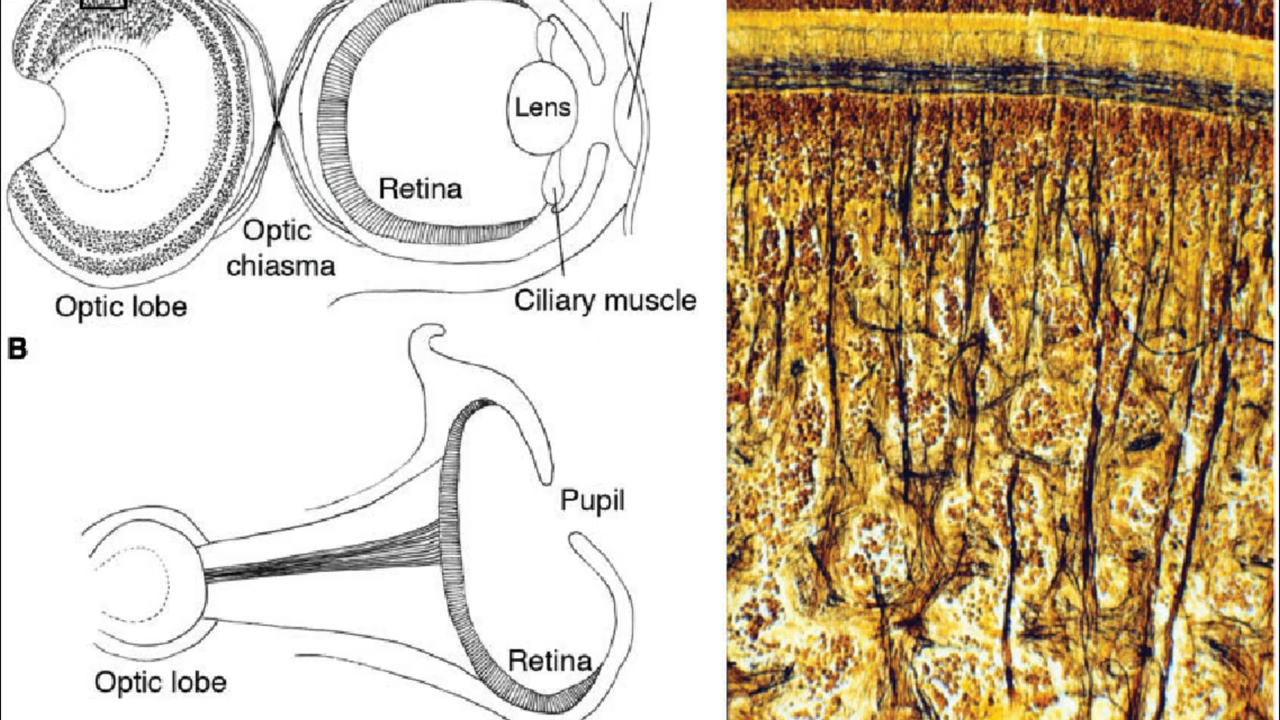 Lens
Retina
Optic
chiasma
Optic lobe
Ciliary muscle
B
Pupil
Retina
Optic lobe